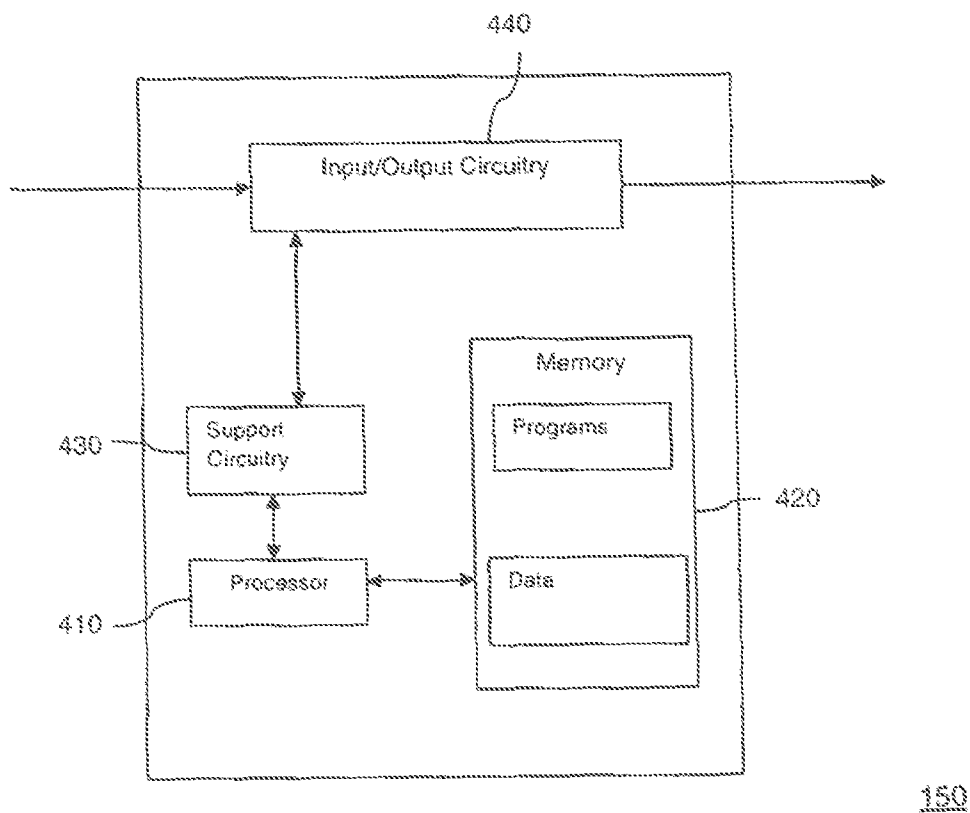 440
Input/Output Circuitry
Memory
Programs
Support
Circuitry
430
420
Processor
Data
410
150